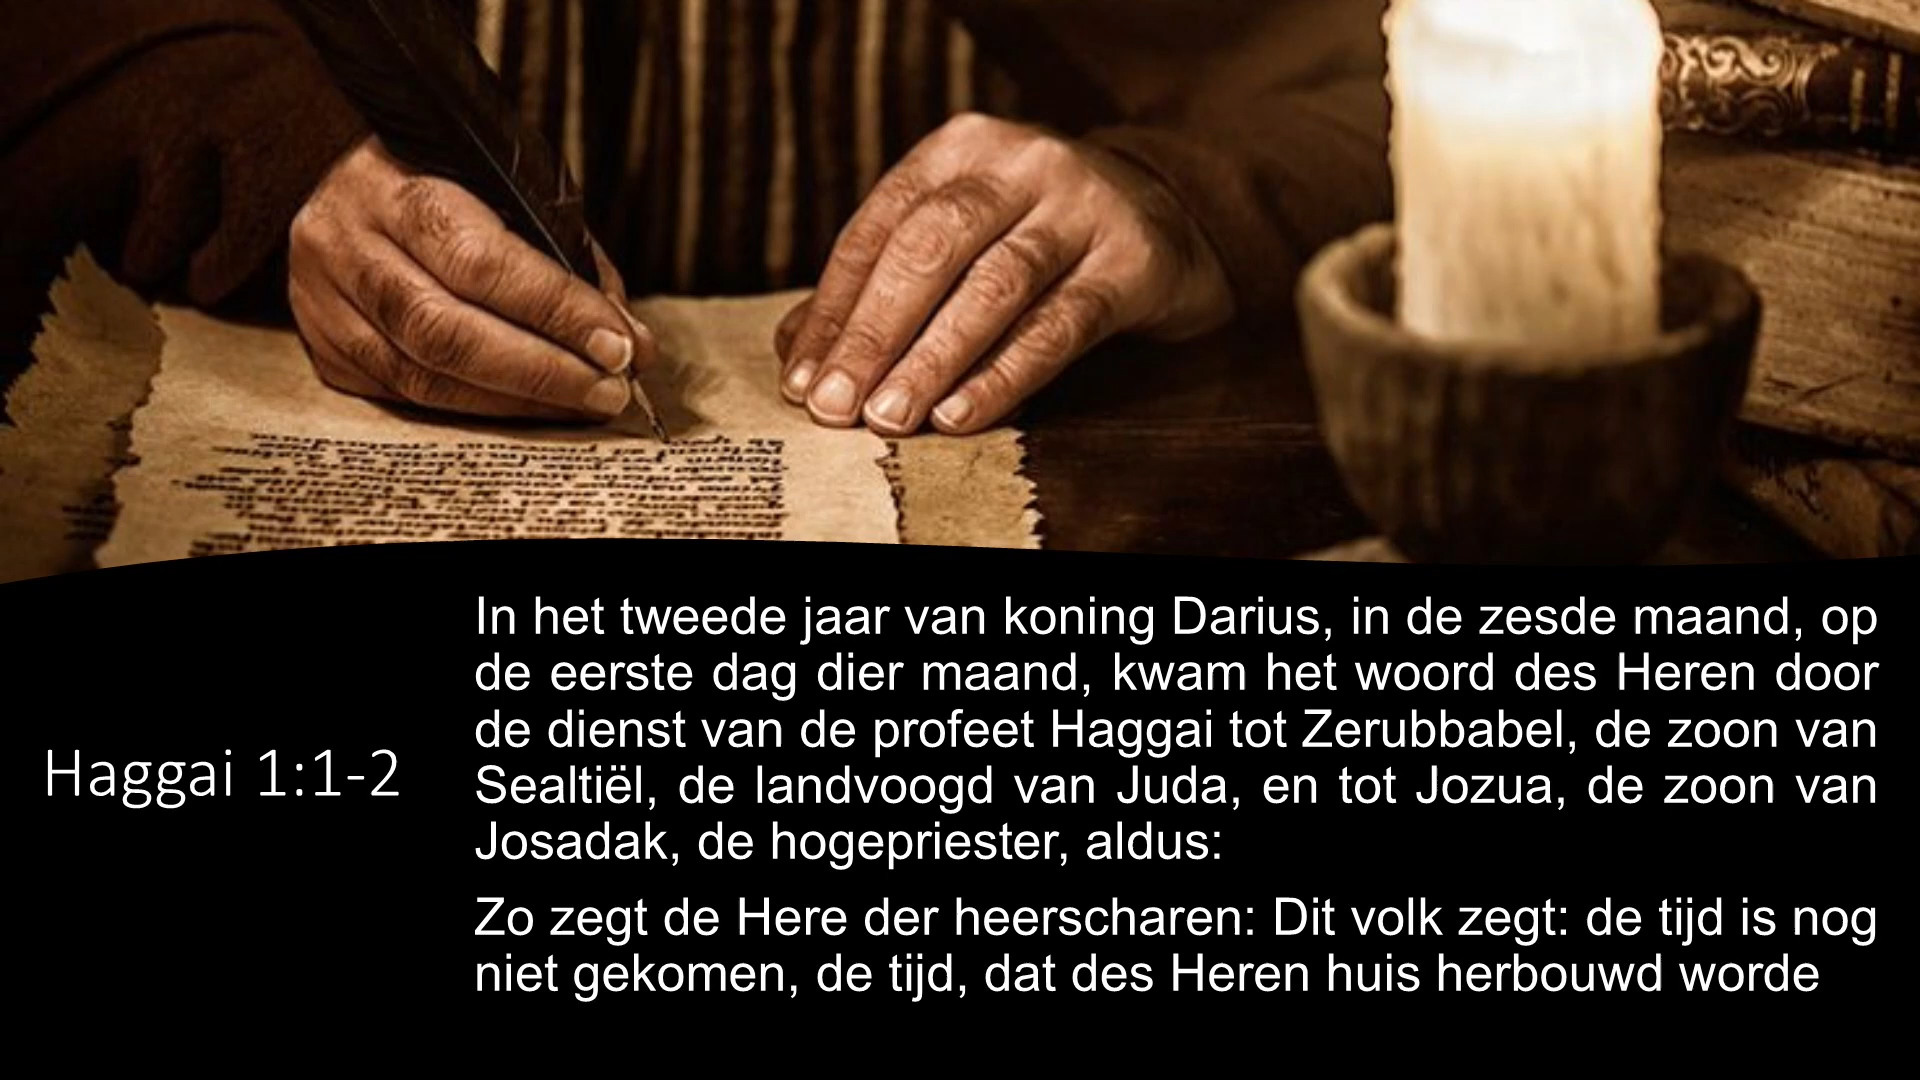 Haggai 1:1-2
In het tweede jaar van koning Darius, in de zesde maand, op
de eerste dag dier maand, kwam het woord des Heren door
de dienst van de profeet Haggai tot Zerubbabel, de zoon van
Sealtiël, de landvoogd van Juda, en tot Jozua, de zoon van
Josadak, de hogepriester, aldus:
Zo zegt de Here der heerscharen: Dit volk zegt: de tijd is nog
niet gekomen, de tijd, dat des Heren huis herbouwd worde